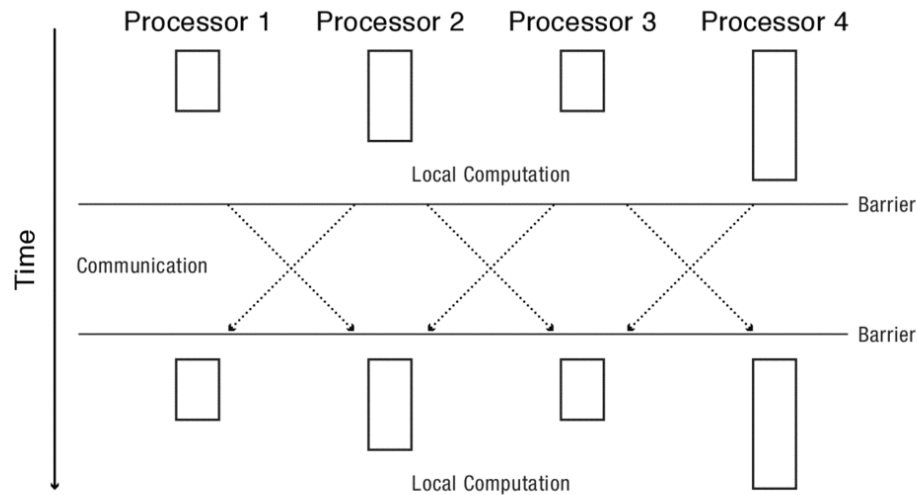 Processor 1 Processor 2 Processor 3 Processor 4
Local Computation
Barrier
Time
Communication
Barrier
Local Computation